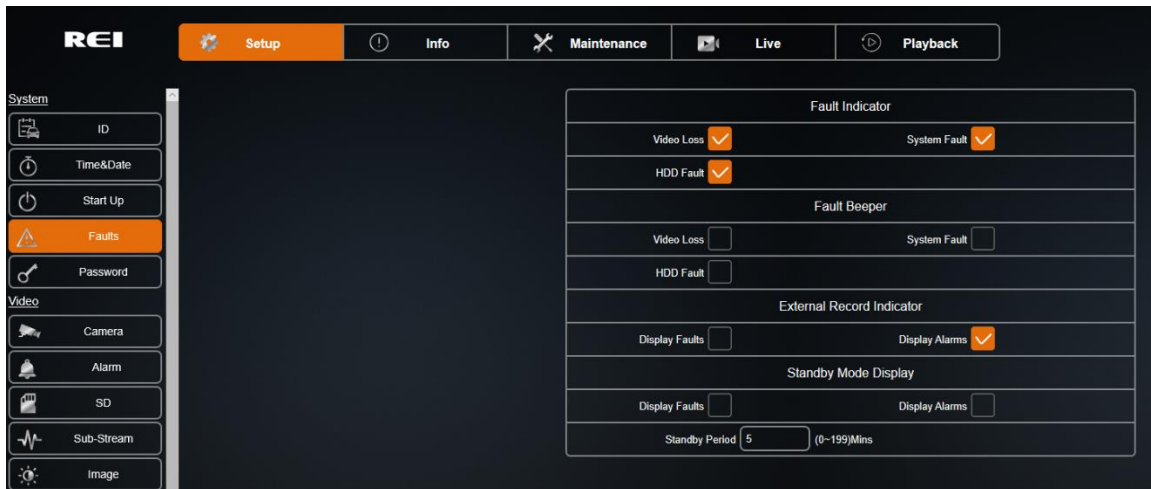 REI Setup Info Maintenance Live Playback
System
ID
Time&Date
Start Up
Faults
Password
Video
Camera
Alarm
SD
Sub-Stream
Image
Fault Indicator
Video Loss System Fault
HDD Fault
Fault Beeper
Video Loss System Fault
HDD Fault
External Record Indicator
Display Faults Display Alarms
Standby Mode Display
Display Faults Display Alarms
Standby Period 5 (0~199)Mins